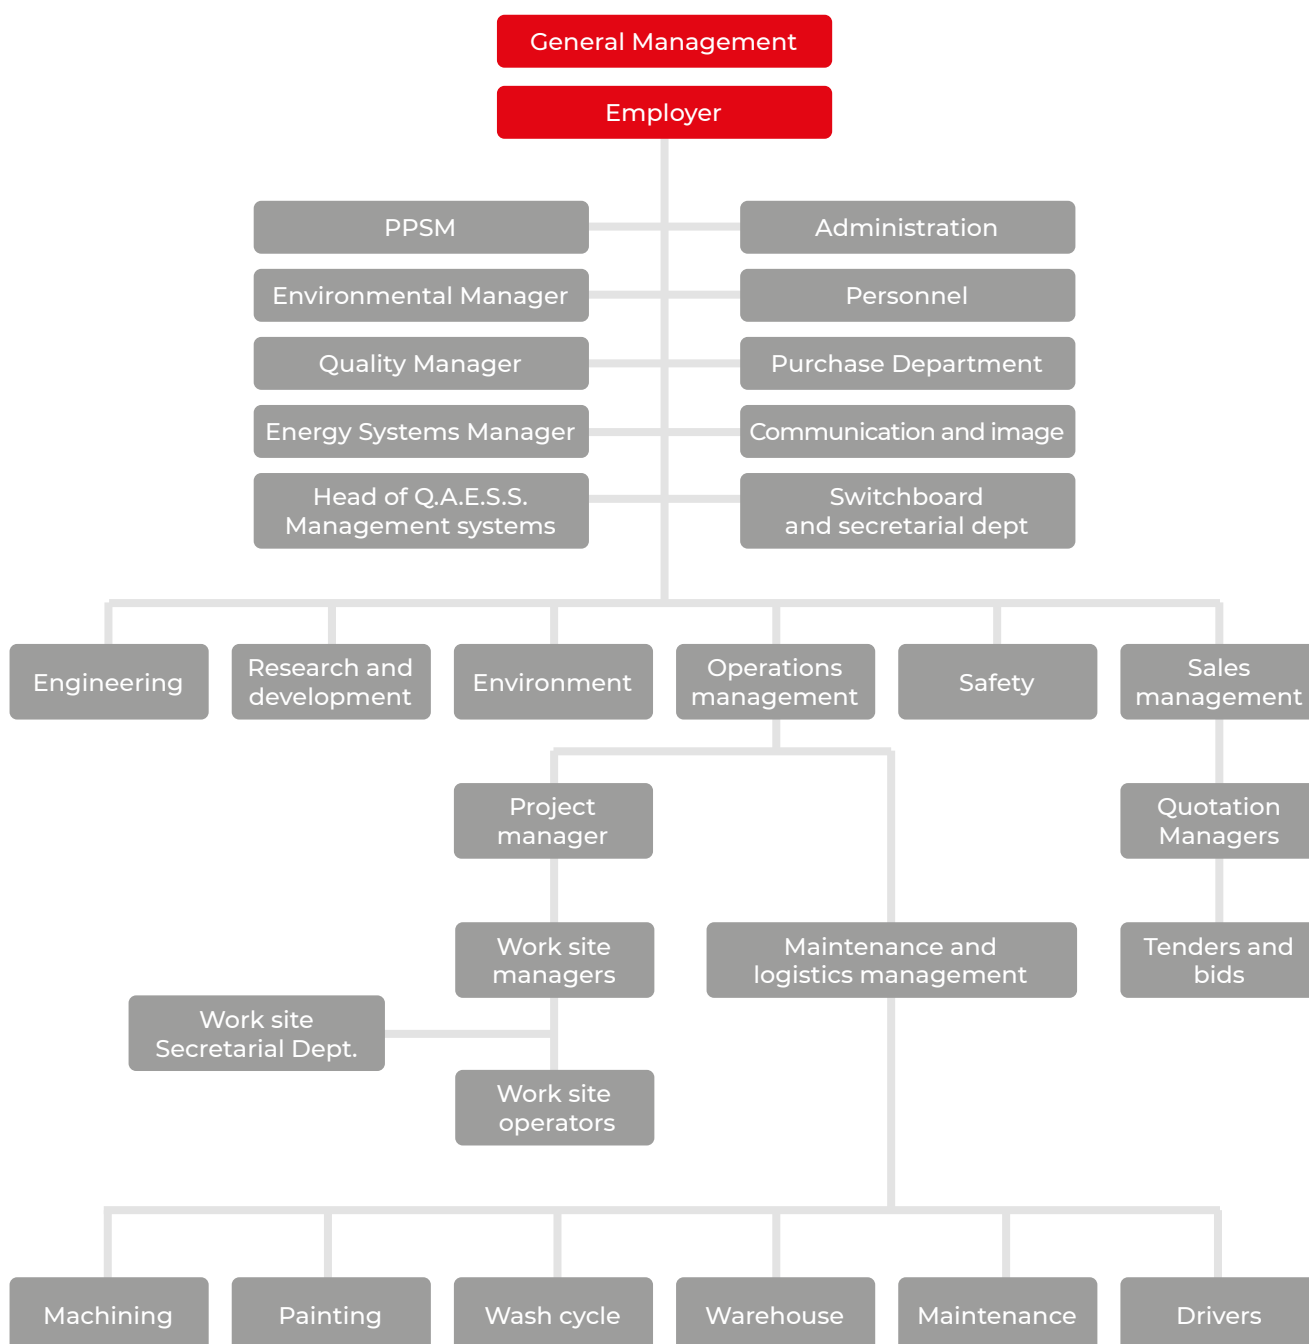 General Management
Employer
PPSM
Administration
Environmental Manager
Personnel
Quality Manager
Purchase Department
Energy Systems Manager
Communication and image
Head of Q.A.E.S.S.
Management systems
Switchboard
and secretarial dept
Engineering
Research and
development
Environment
Operations
management
Safety
Sales
management
Project
manager
Quotation
Managers
Work site
managers
Maintenance and
logistics management
Tenders and
bids
Work site
Secretarial Dept.
Work site
operators
Machining
Painting
Wash cycle
Warehouse
Maintenance
Drivers